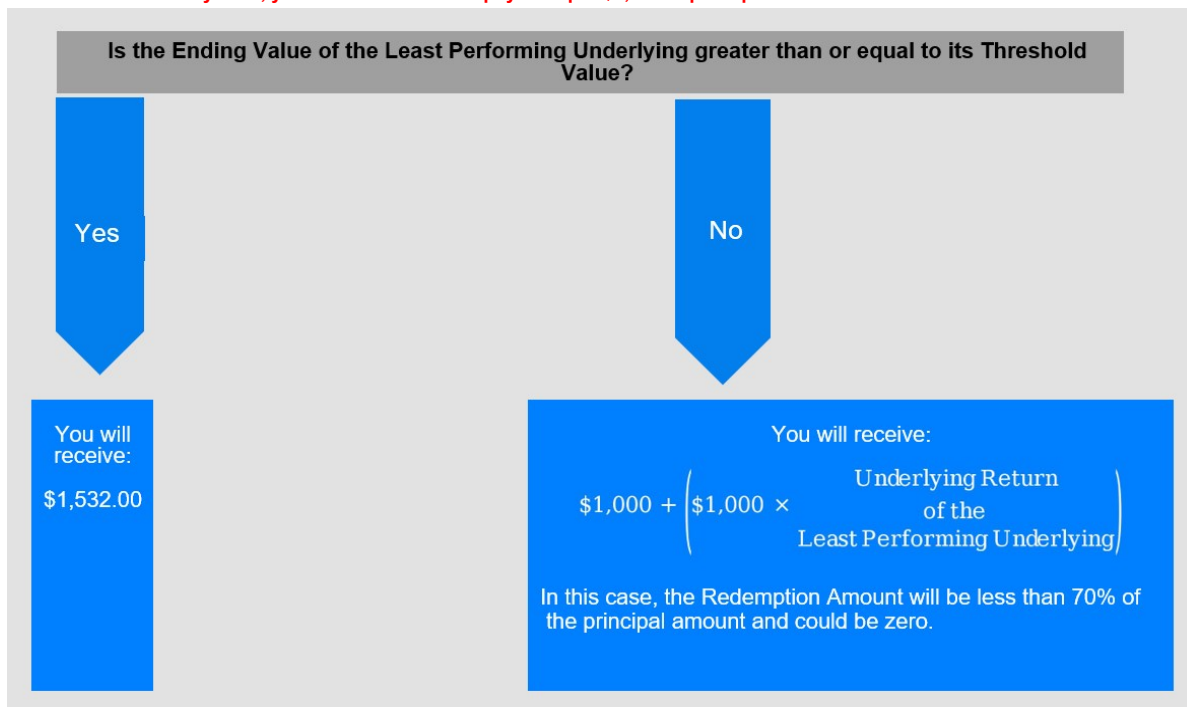 Is the Ending Value of the Least Performing Underlying greater than or equal to its Threshold
Value?
Yes
No
You will
receive:
$1,532.00
You will receive:
$1,000 + ($1,000 × Underlying Return
of the
Least Performing Underlying)
In this case, the Redemption Amount will be less than 70% of
the principal amount and could be zero.